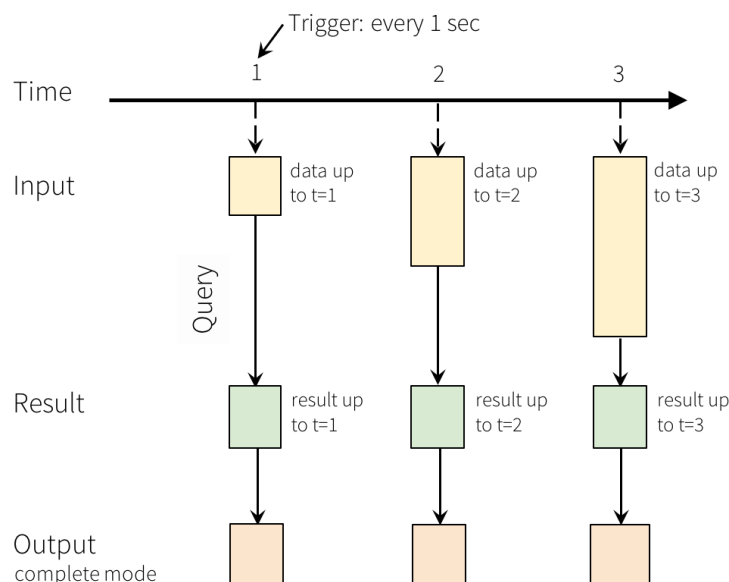 Trigger: every 1 sec
1
2
3
Time
Input
data up
to t=1
data up
to t=2
data up
to t=3
Query
Result
result up
to t=1
result up
to t=2
result up
to t=3
Output
complete mode